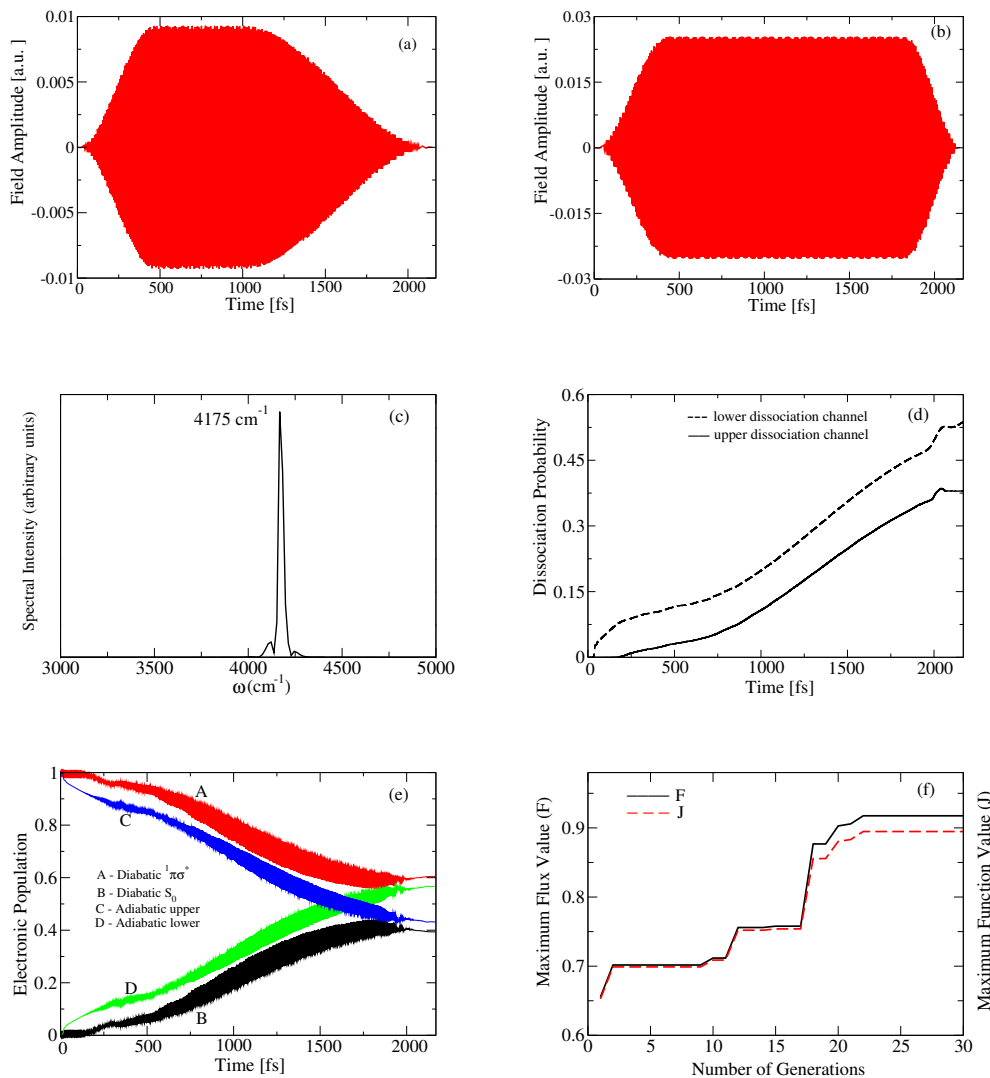 0.01
0.005
0
-0.005
-0.01
Field Amplitude [a.u. ]
0 500 1000 1500 2000
Time [fs]
(a)
0.03
0.015
0
-0.015
-0.03
Field Amplitude [a.u. ]
0 500 1000 1500 2000
Time [fs]
(b)
Spectral Intensity (arbitrary units)
4175 cm⁻¹
(c)
3000 3500 4000 4500 5000
ω(cm⁻¹)
0.6
0.45
0.3
0.15
0
Dissociation Probability
lower dissociation channel
upper dissociation channel
(d)
0 500 1000 1500 2000
Time [fs]
1
0.8
0.6
0.4
0.2
0
Electronic Population
A
C
D
B
(e)
A - Diabatic ¹πσ*
B - Diabatic S₀
C - Adiabatic upper
D - Adiabatic lower
0 500 1000 1500 2000
Time [fs]
0.9
0.8
0.7
0.6
Maximum Flux Value (F)
F
J
(f)
0 5 10 15 20 25 30
Number of Generations
Maximum Function Value (J)